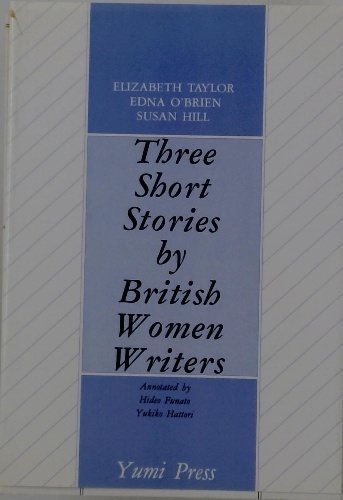 ELIZABETH TAYLOR
EDNA O'BRIEN
SUSAN HILL
Three
Short
Stories
by
British
Women
Writers
Annotated by
Hideo Funato
Yukiko Hattori
Yumi Press